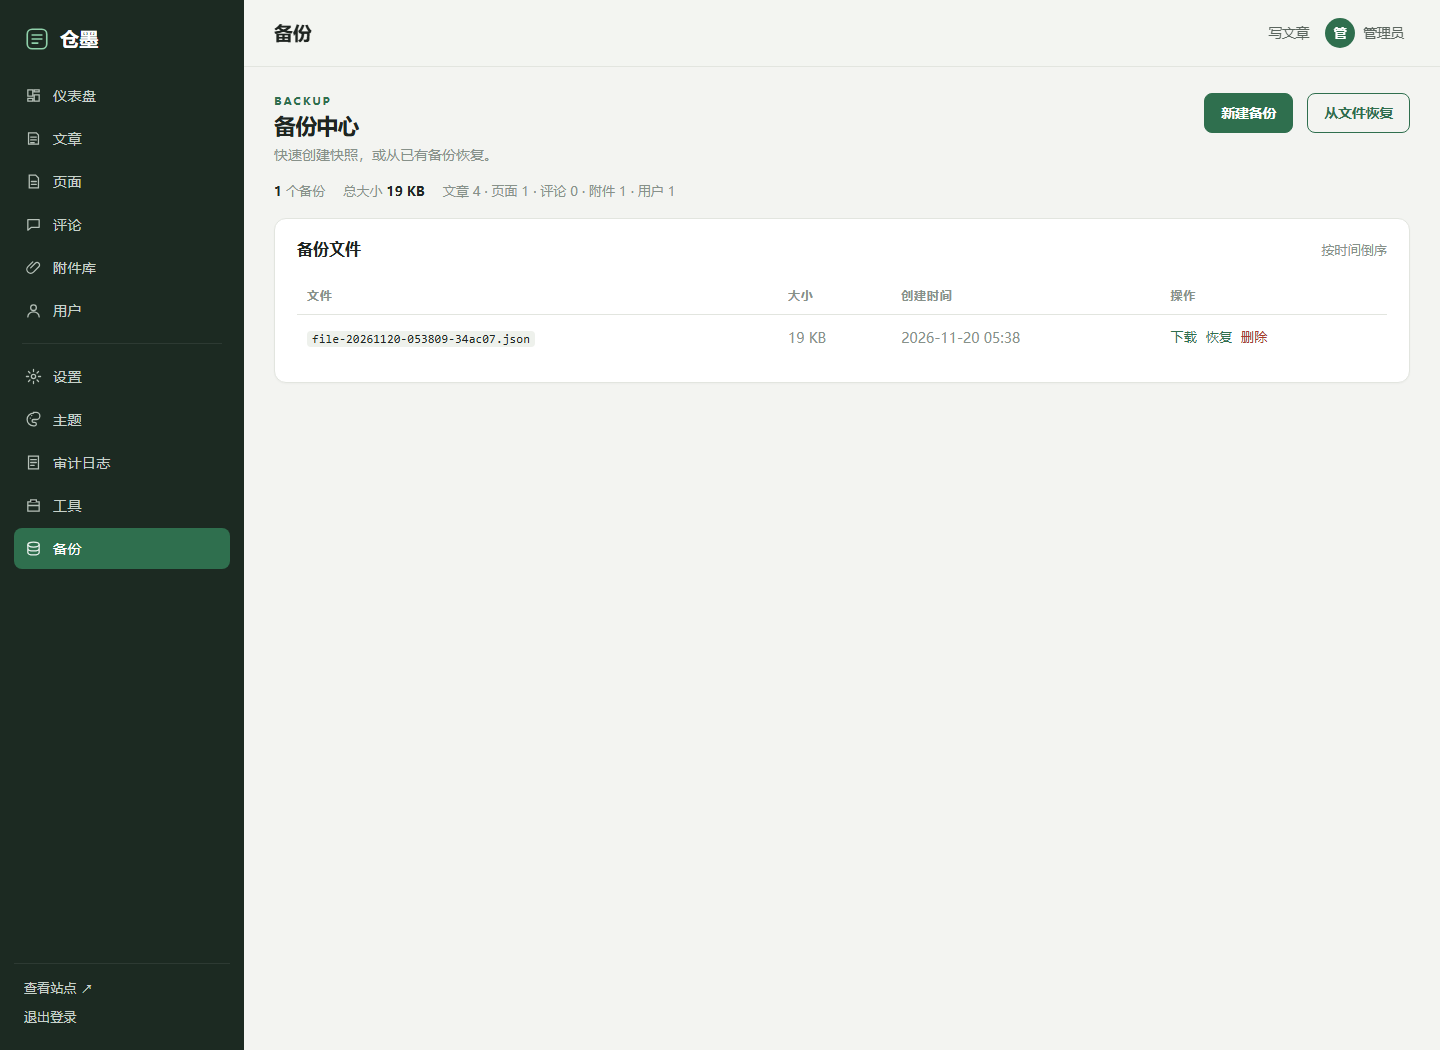 仓墨
仪表盘
文章
页面
评论
附件库
用户
设置
主题
审计日志
工具
备份
查看站点 ↗
退出登录
备份
写文章 管 管理员
BACKUP
备份中心
快速创建快照，或从已有备份恢复。
新建备份 从文件恢复
1 个备份 总大小 19 KB 文章 4 · 页面 1 · 评论 0 · 附件 1 · 用户 1
备份文件 按时间倒序
文件 大小 创建时间 操作
file-20261120-053809-34ac07.json 19 KB 2026-11-20 05:38 下载 恢复 删除